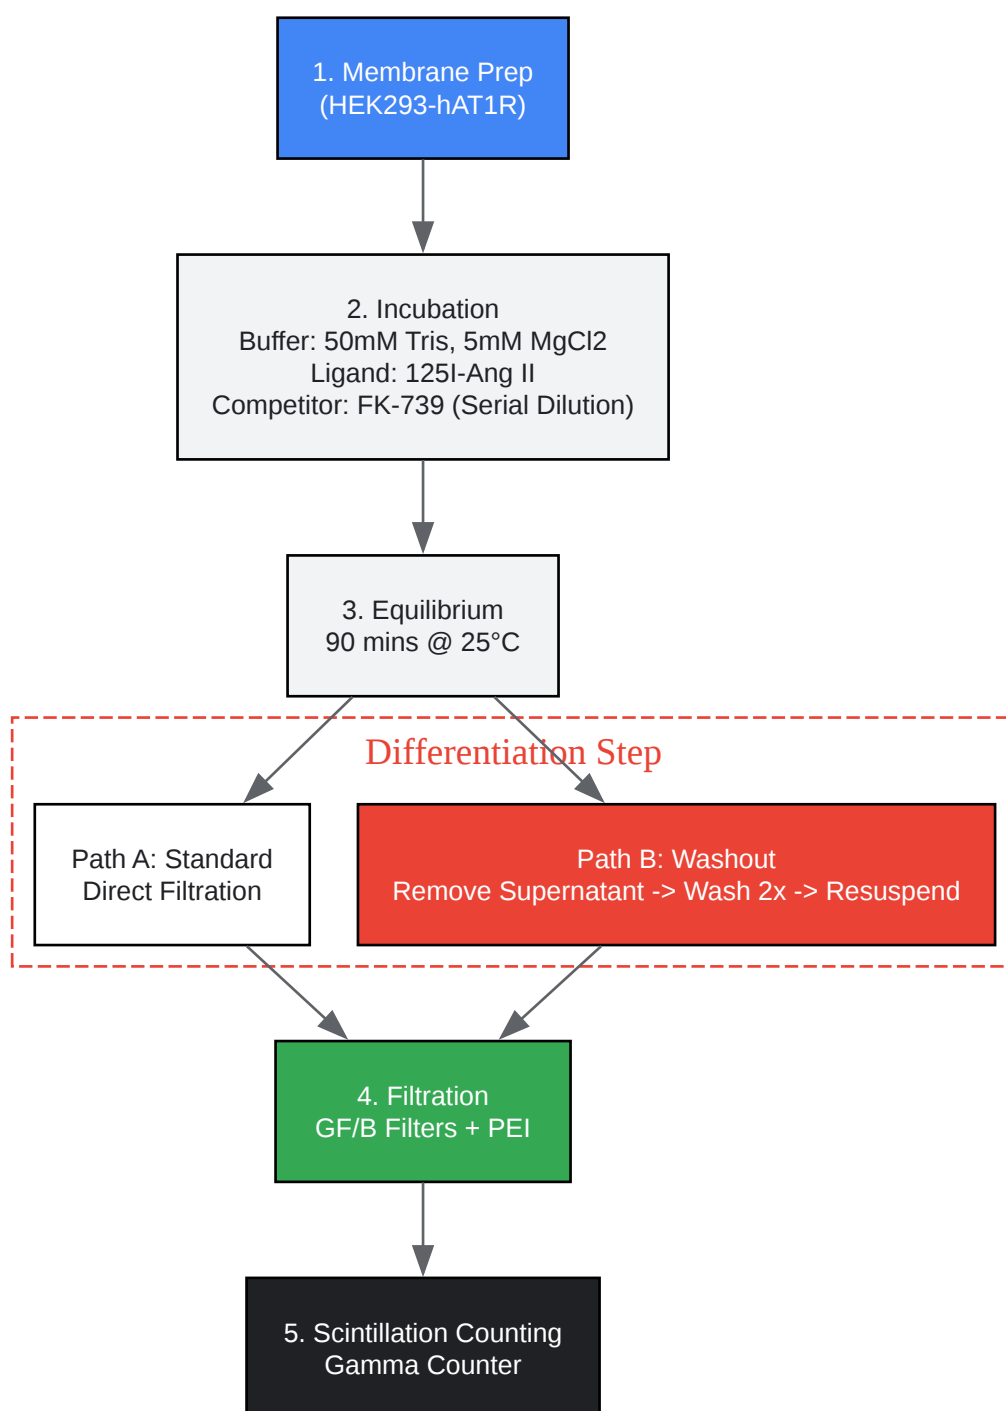 1. Membrane Prep
(HEK293-hAT1R)
2. Incubation
Buffer: 50mM Tris, 5mM MgCl2
Ligand: 125I-Ang II
Competitor: FK-739 (Serial Dilution)
3. Equilibrium
90 mins @ 25°C
Differentiation Step
Path A: Standard
Direct Filtration
Path B: Washout
Remove Supernatant -> Wash 2x -> Resuspend
4. Filtration
GF/B Filters + PEI
5. Scintillation Counting
Gamma Counter